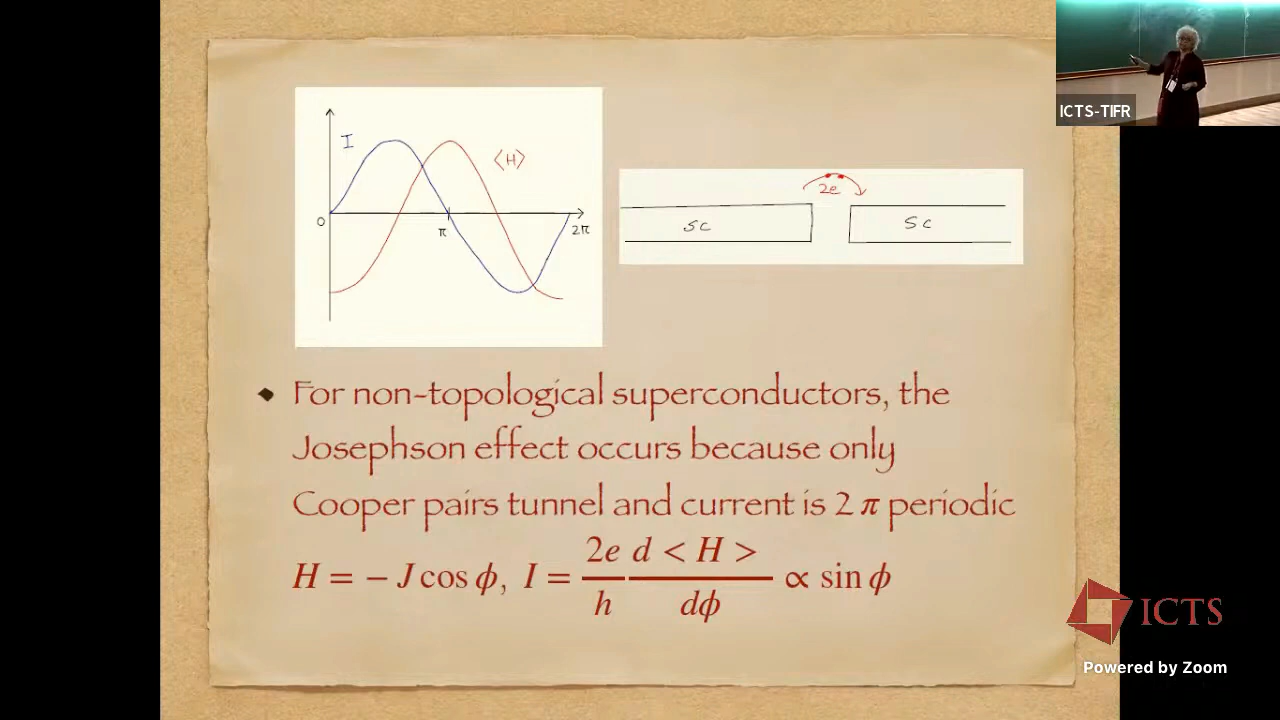 I
⟨H⟩
0
π
2π
2e
SC
SC
ICTS-TIFR
For non-topological superconductors, the
Josephson effect occurs because only
Cooper pairs tunnel and current is 2 π periodic
H = − J cos ϕ, I = 2e/h d < H >/dϕ ∝ sin ϕ
ICTS
Powered by Zoom